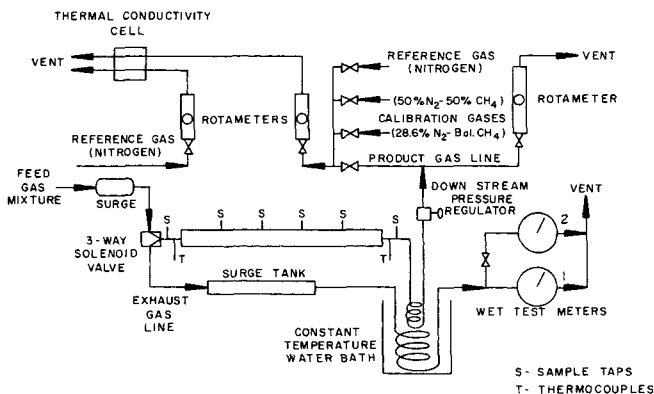 THERMAL CONDUCTIVITY
CELL
VENT
REFERENCE GAS
(NITROGEN)
VENT
(50% N₂-50% CH₄)
CALIBRATION GASES
(28.6% N₂-Bal. CH₄)
ROTAMETER
ROTAMETERS
REFERENCE GAS
(NITROGEN)
PRODUCT GAS LINE
FEED
GAS
MIXTURE
SURGE
DOWN STREAM
PRESSURE
REGULATOR
VENT
S
S
S
S
S
S
3-WAY
SOLENOID
VALVE
T
T
2
SURGE TANK
1
EXHAUST
GAS
LINE
WET TEST METERS
CONSTANT
TEMPERATURE
WATER BATH
S- SAMPLE TAPS
T- THERMOCOUPLES